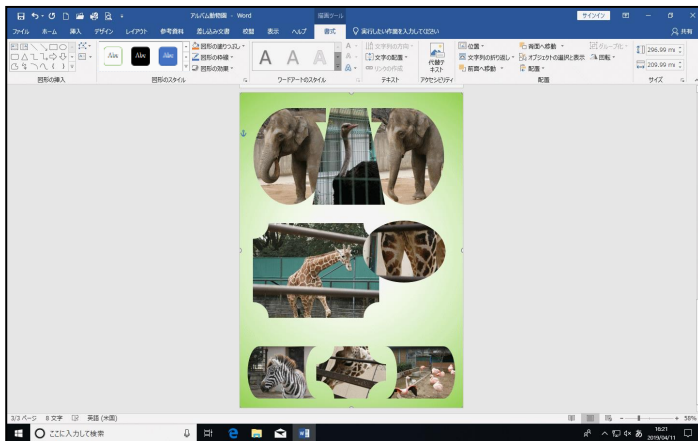 アルバム動物園 - Word
描画ツール
サインイン
ファイル ホーム 挿入 デザイン レイアウト 参考資料 差し込み文書 校閲 表示 ヘルプ 書式 実行したい作業を入力してください
共有
図形の塗りつぶし
図形の枠線
図形の効果
Abc Abc Abc
A A A
文字列の方向
文字の配置
リンクの作成
代替テキスト
位置
文字列の折り返し
前面へ移動
背面へ移動
オブジェクトの選択と表示
配置
グループ化
回転
296.99 mm
209.99 mm
図形の挿入 図形のスタイル ワードアートのスタイル テキスト アクセシビリティ 配置 サイズ
3/3 ページ 8 文字 英語 (米国)
58%
ここに入力して検索
あ
16:21
2019/04/11